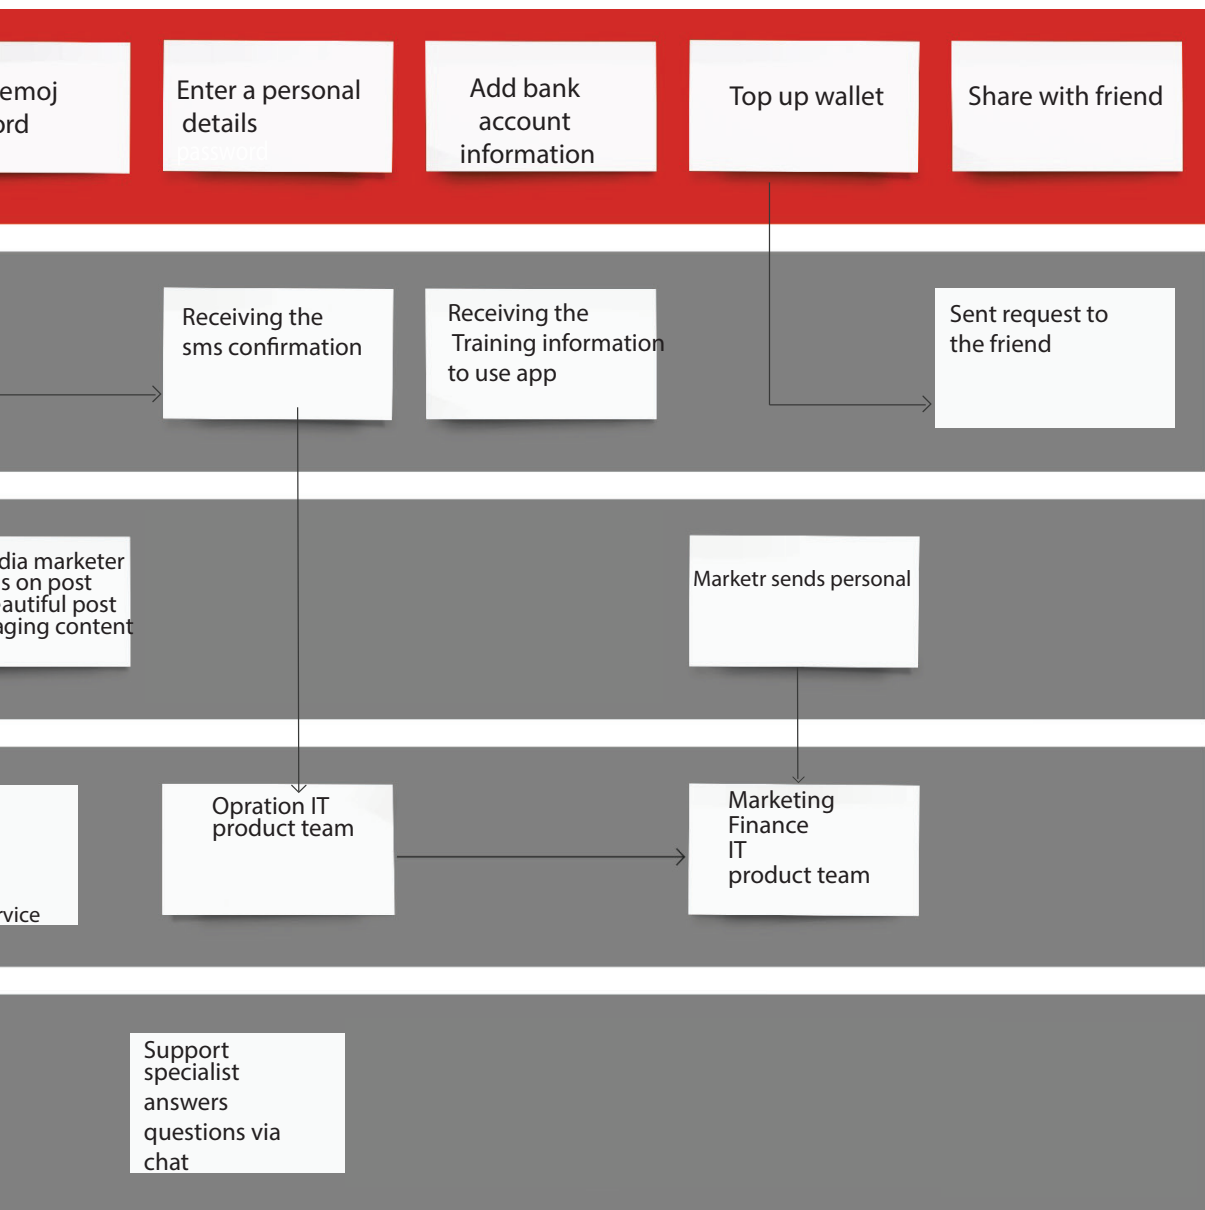 emoj
ord
Enter a personal
details
password
Add bank
account
information
Top up wallet
Share with friend
Receiving the
sms confirmation
Receiving the
Training information
to use app
Sent request to
the friend
dia marketer
s on post
autiful post
aging content
Marketr sends personal
rvice
Opration IT
product team
Marketing
Finance
IT
product team
Support
specialist
answers
questions via
chat